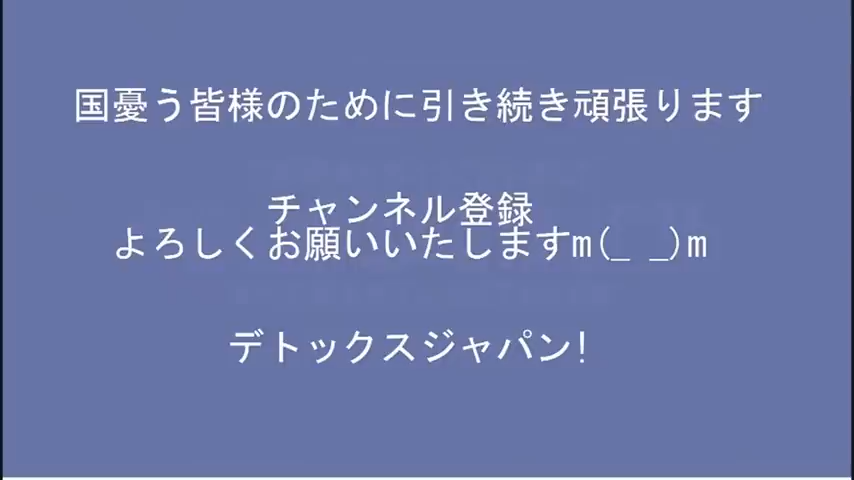 国憂う皆様のために引き続き頑張ります
チャンネル登録
よろしくお願いいたしますm(_ _)m
デトックスジャパン!